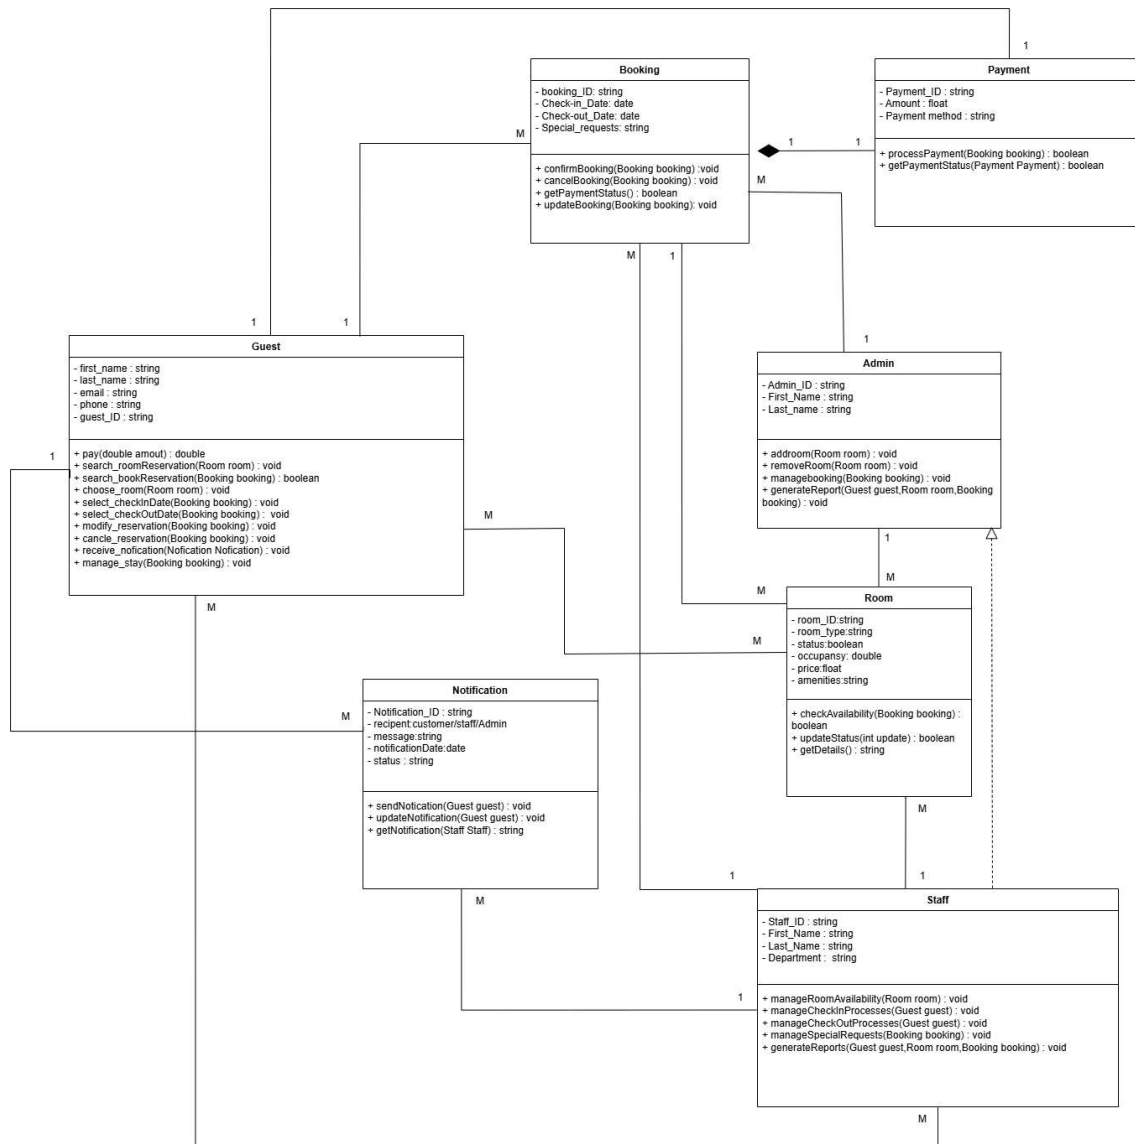 1
Booking
- booking_ID: string
- Check-in_Date: date
- Check-out_Date: date
- Special_requests: string
+ confirmBooking(Booking booking) :void
+ cancelBooking(Booking booking) : void
+ getPaymentStatus() : boolean
+ updateBooking(Booking booking): void
Payment
- Payment_ID : string
- Amount : float
- Payment method : string
+ processPayment(Booking booking) : boolean
+ getPaymentStatus(Payment Payment) : boolean
M
1
1
M
M
1
1
1
1
Guest
- first_name : string
- last_name : string
- email : string
- phone : string
- guest_ID : string
+ pay(double amout) : double
+ search_roomReservation(Room room) : void
+ search_bookReservation(Booking booking) : boolean
+ choose_room(Room room) : void
+ select_checkInDate(Booking booking) : void
+ select_checkOutDate(Booking booking) :  void
+ modify_reservation(Booking booking) : void
+ cancle_reservation(Booking booking) : void
+ receive_nofication(Nofication Nofication) : void
+ manage_stay(Booking booking) : void
Admin
- Admin_ID : string
- First_Name : string
- Last_name : string
+ addroom(Room room) : void
+ removeRoom(Room room) : void
+ managebooking(Booking booking) : void
+ generateReport(Guest guest,Room room,Booking
booking) : void
1
M
1
M
M
M
M
Room
- room_ID:string
- room_type:string
- status:boolean
- occupansy: double
- price:float
- amenities:string
+ checkAvailability(Booking booking) :
boolean
+ updateStatus(int update) : boolean
+ getDetails() : string
M
Notification
- Notification_ID : string
- recipent:customer/staff/Admin
- message:string
- notificationDate:date
- status : string
+ sendNotication(Guest guest) : void
+ updateNotification(Guest guest) : void
+ getNotification(Staff Staff) : string
M
1
1
M
Staff
- Staff_ID : string
- First_Name : string
- Last_Name : string
- Department :  string
+ manageRoomAvailability(Room room) : void
+ manageCheckInProcesses(Guest guest) : void
+ manageCheckOutProcesses(Guest guest) : void
+ manageSpecialRequests(Booking booking) : void
+ generateReports(Guest guest,Room room,Booking booking) : void
1
M